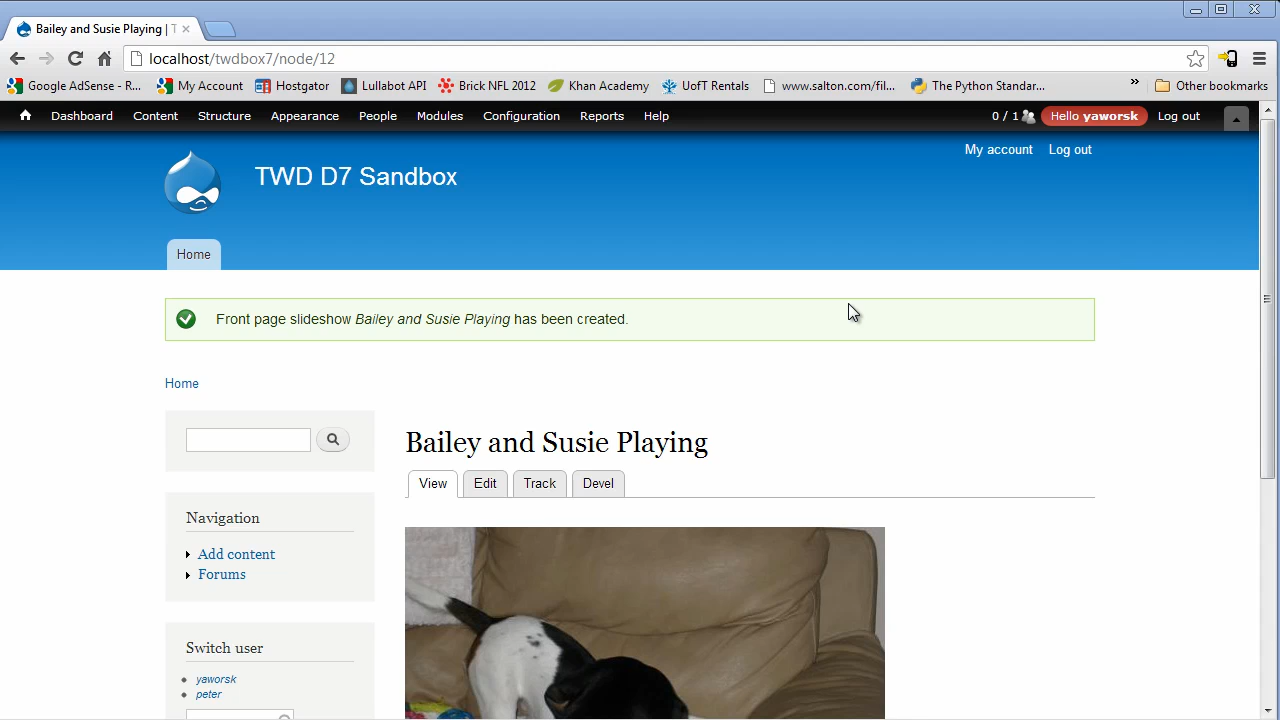 Bailey and Susie Playing | T
localhost/twdbox7/node/12
Google AdSense - R... My Account Hostgator Lullabot API Brick NFL 2012 Khan Academy UofT Rentals www.salton.com/fil... The Python Standar... » Other bookmarks
Dashboard Content Structure Appearance People Modules Configuration Reports Help 0 / 1 Hello yaworsk Log out
My account Log out
TWD D7 Sandbox
Home
Front page slideshow Bailey and Susie Playing has been created.
Home
Bailey and Susie Playing
View Edit Track Devel
Navigation
Add content
Forums
Switch user
yaworsk
peter